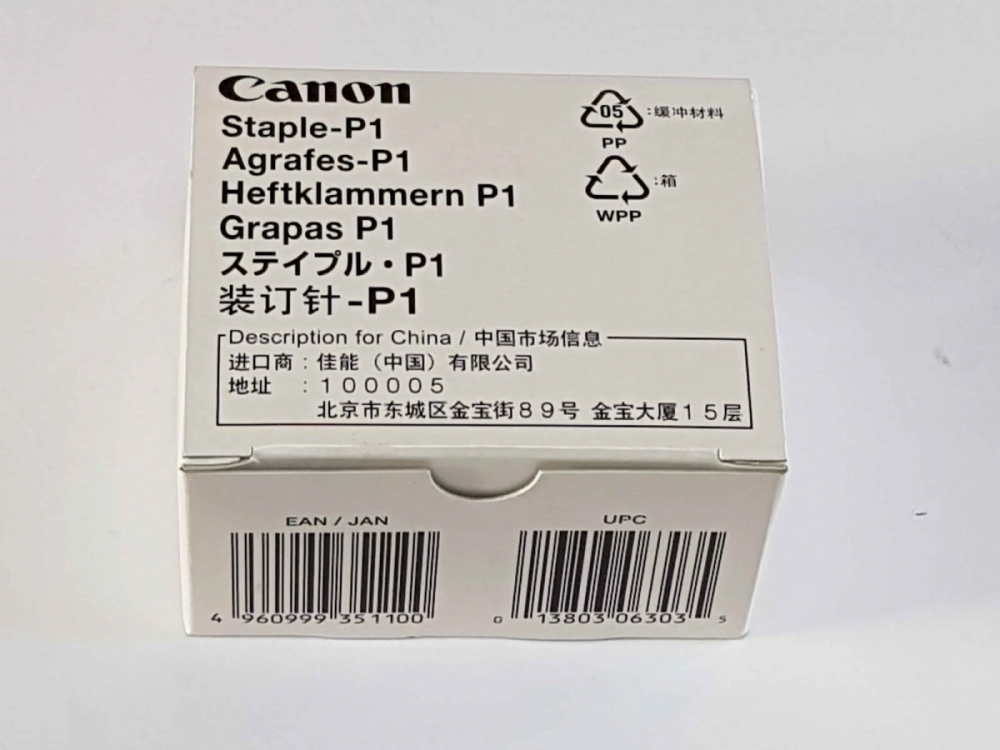 Canon
Staple-P1
Agrafes-P1
Heftklammern P1
Grapas P1
ステイプル・P1
装订针-P1
05 :缓冲材料
PP
:箱
WPP
Description for China / 中国市场信息
进口商：佳能（中国）有限公司
地址　：１００００５
北京市东城区金宝街８９号 金宝大厦１５层
EAN / JAN
4 960999 351100
UPC
0 13803 06303 5